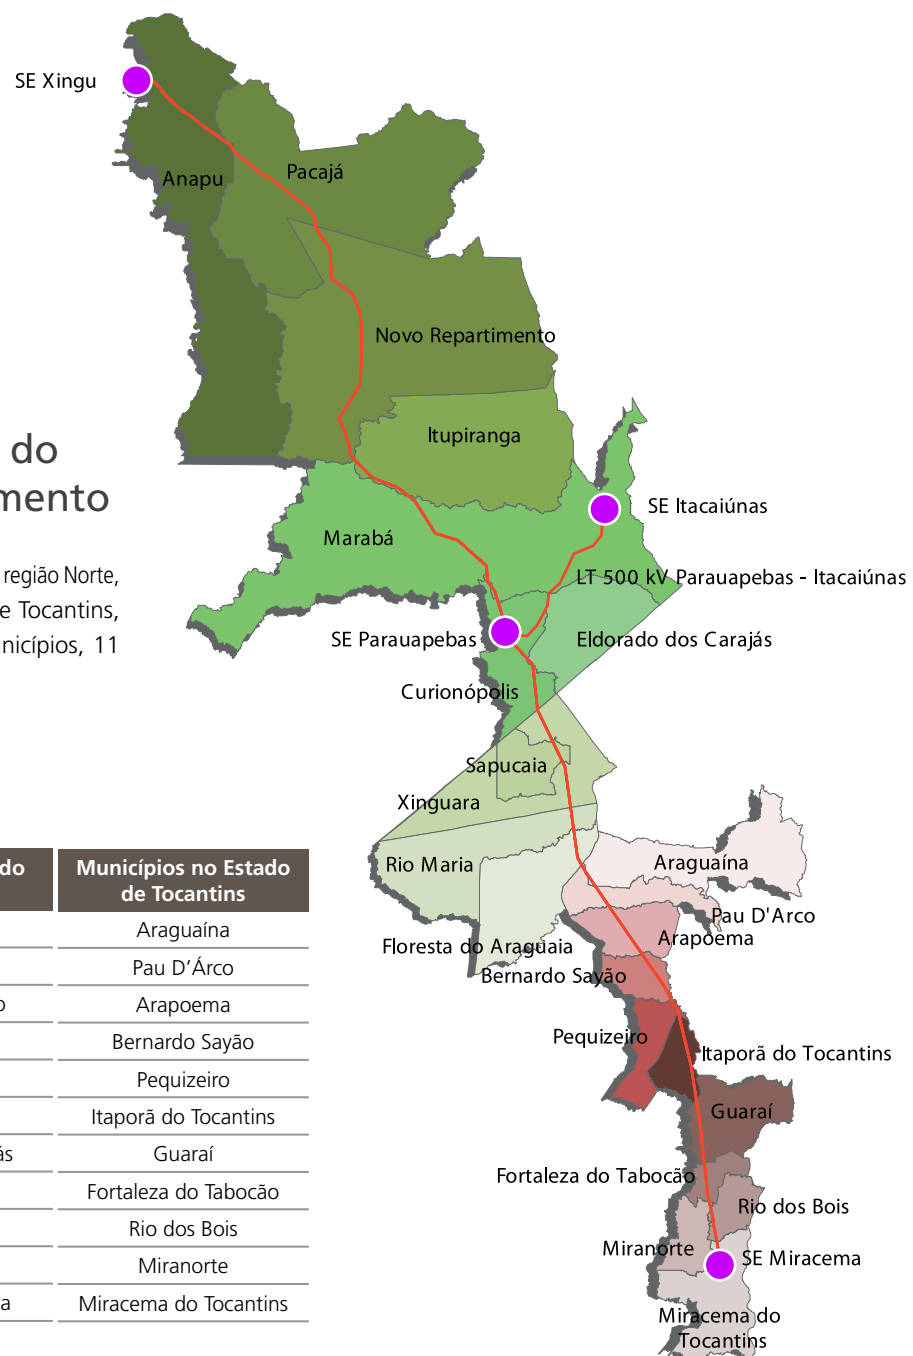 SE Xingu
Anapu
Pacajá
Novo Repartimento
Itupiranga
do
mento
SE Itacaiúnas
Marabá
região Norte,
e Tocantins,
nicípios, 11
LT 500 kV Parauapebas - Itacaiúnas
SE Parauapebas
Eldorado dos Carajás
Curionópolis
Sapucaia
Xinguara
Rio Maria
Floresta do Araguaia
Araguaína
Pau D'Arco
Arapoema
Bernardo Sayão
Pequizeiro
Itaporã do Tocantins
Guaraí
Fortaleza do Tabocão
Rio dos Bois
Miranorte
SE Miracema
Miracema do
Tocantins
do
Municípios no Estado
de Tocantins
Araguaína
Pau D’Árco
o
Arapoema
Bernardo Sayão
Pequizeiro
Itaporã do Tocantins
ás
Guaraí
Fortaleza do Tabocão
Rio dos Bois
Miranorte
a
Miracema do Tocantins